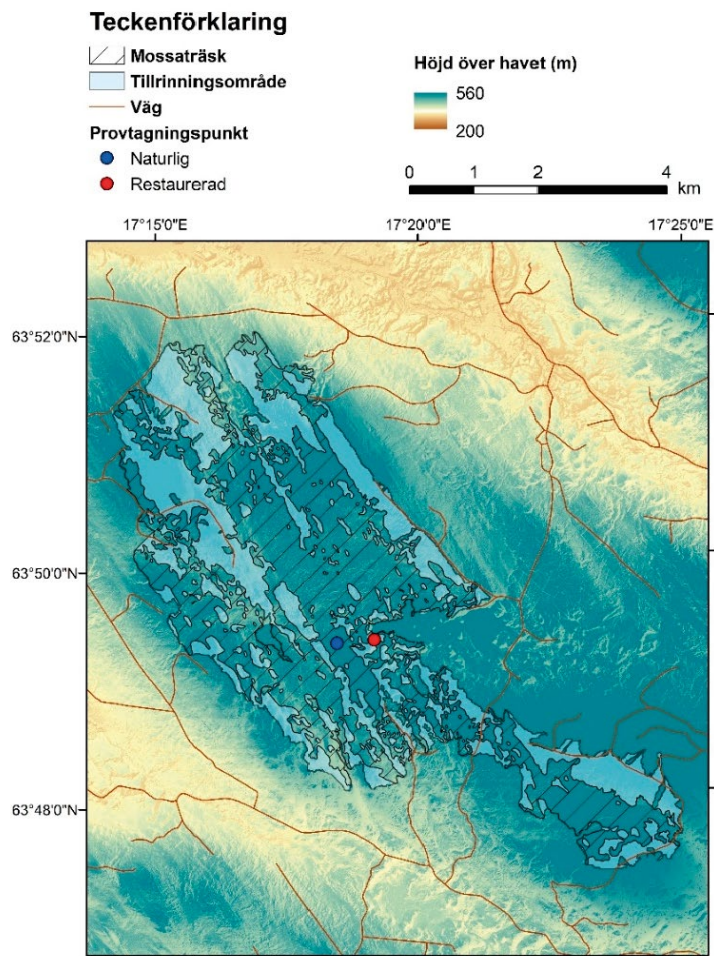 Teckenförklaring
Mossaträsk
Tillrinningsområde
Väg
Provtagningspunkt
Naturlig
Restaurerad
Höjd över havet (m)
560
200
0 1 2 4
km
17°15'0"E 17°20'0"E 17°25'0"E
63°52'0"N
63°50'0"N
63°48'0"N